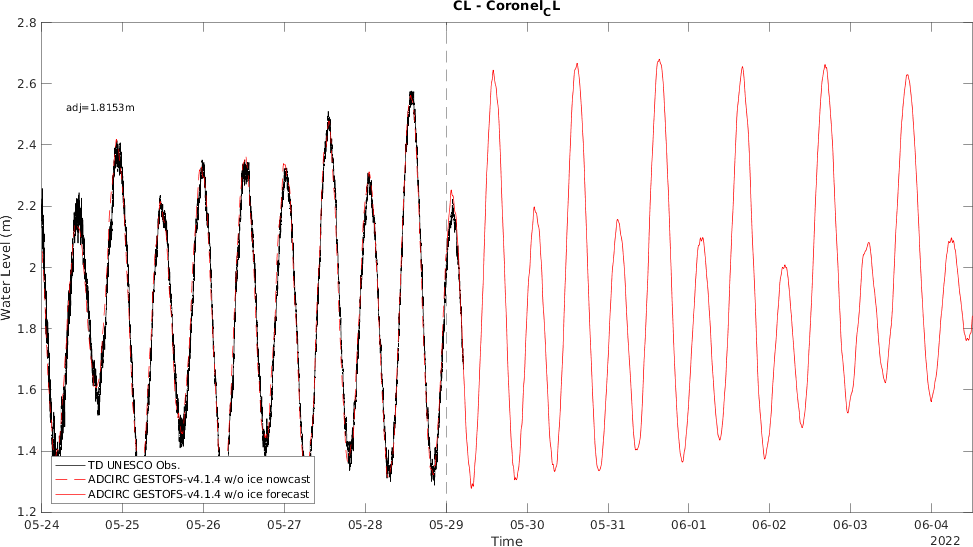 CL - Coronel_CL
2.8
2.6
adj=1.8153m
2.4
2.2
2
1.8
1.6
1.4
1.2
Water Level (m)
TD UNESCO Obs.
ADCIRC GESTOFS-v4.1.4 w/o ice nowcast
ADCIRC GESTOFS-v4.1.4 w/o ice forecast
05-24 05-25 05-26 05-27 05-28 05-29 05-30 05-31 06-01 06-02 06-03 06-04
Time
2022